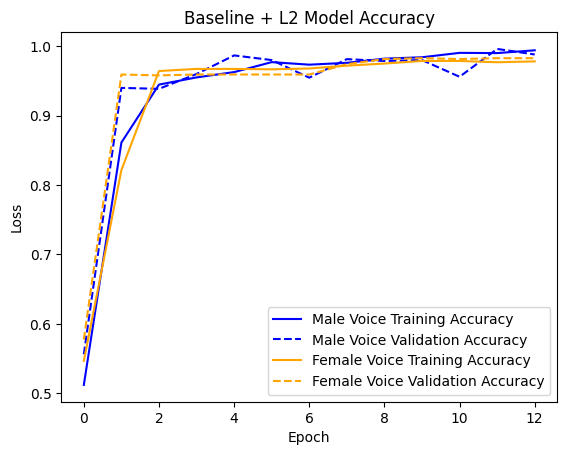 Baseline + L2 Model Accuracy
1.0
0.9
0.8
0.7
0.6
0.5
Loss
Male Voice Training Accuracy
Male Voice Validation Accuracy
Female Voice Training Accuracy
Female Voice Validation Accuracy
0 2 4 6 8 10 12
Epoch